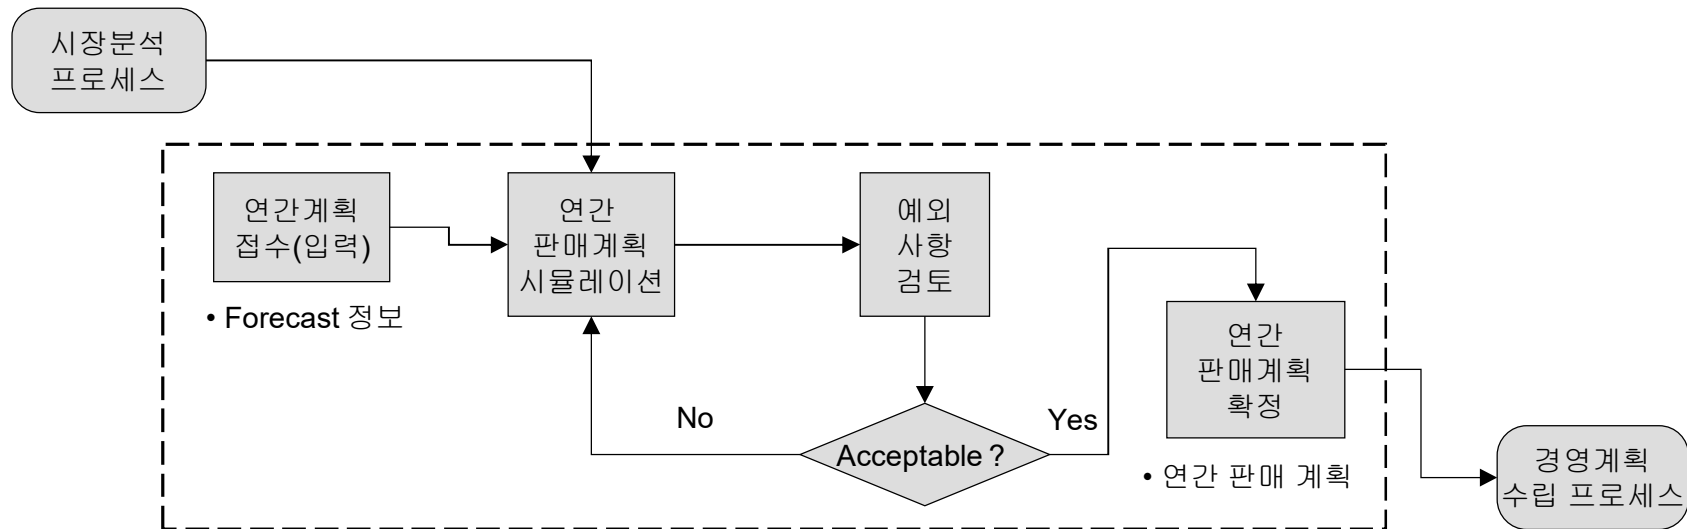 시장분석
프로세스
연간계획
접수(입력)
• Forecast 정보
연간
판매계획
시뮬레이션
예외
사항
검토
No
Acceptable ?
Yes
연간
판매계획
확정
• 연간 판매 계획
경영계획
수립 프로세스